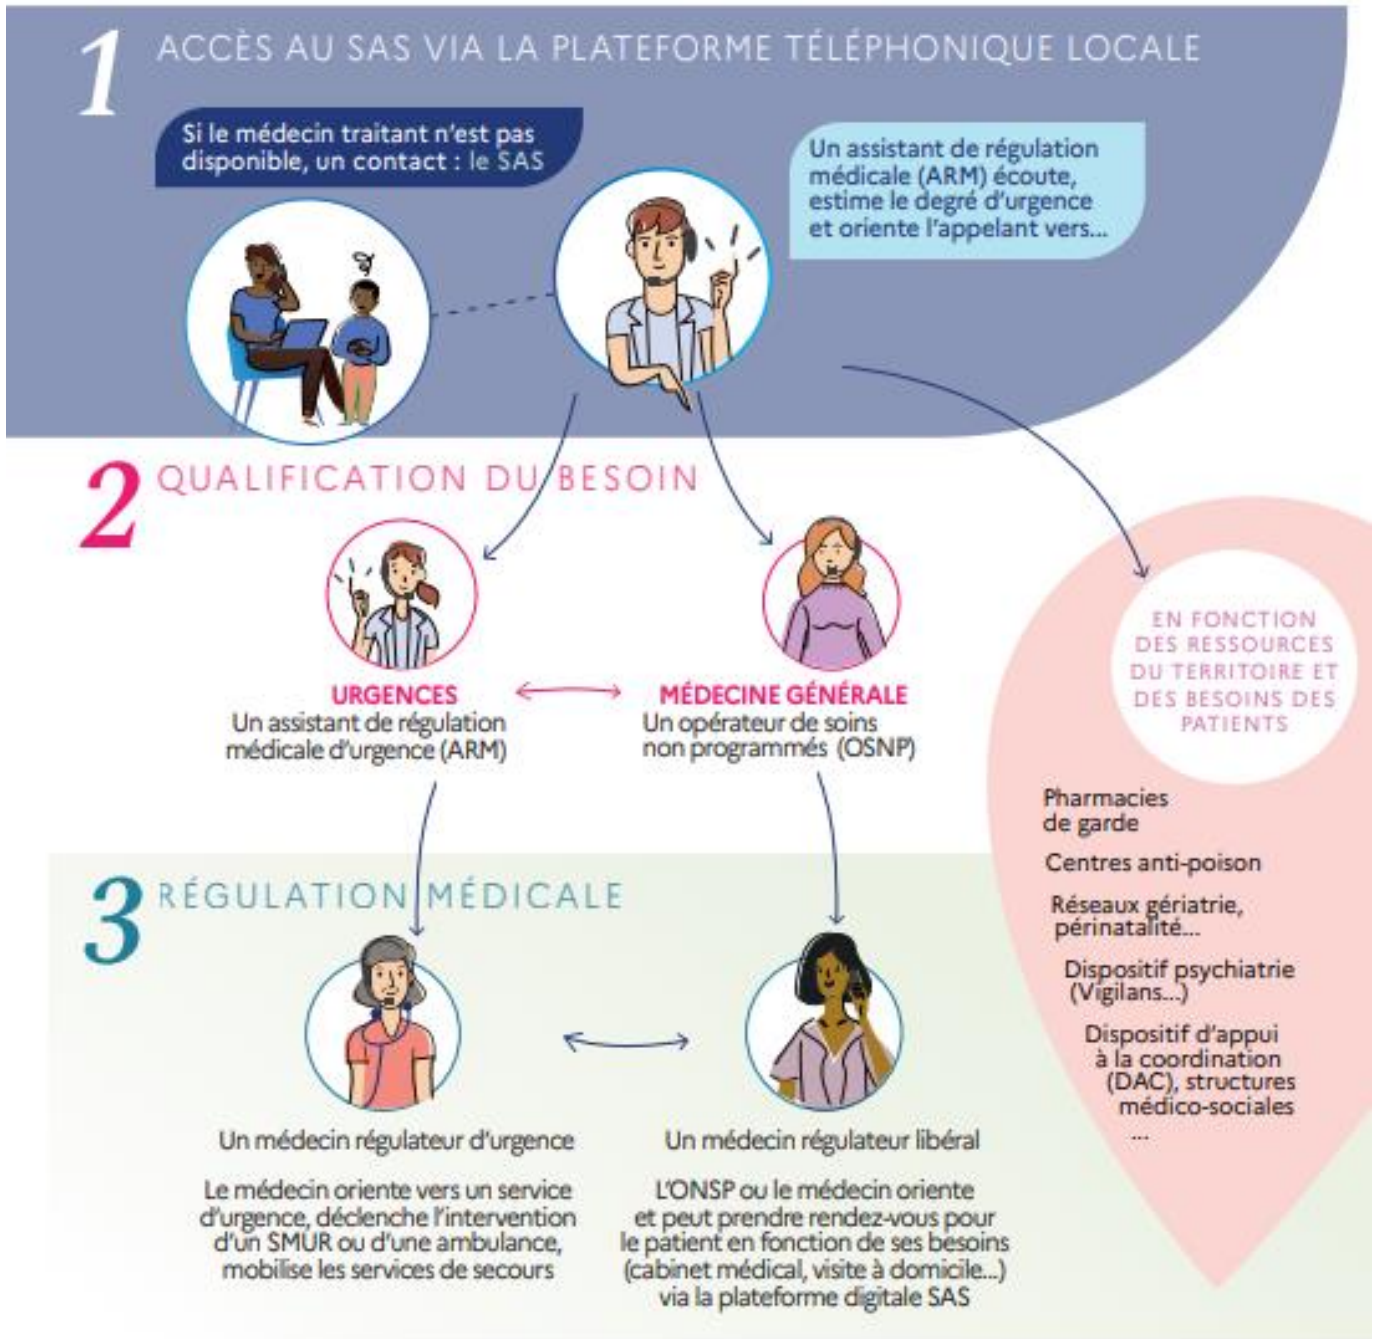 1 ACCÈS AU SAS VIA LA PLATEFORME TÉLÉPHONIQUE LOCALE
Si le médecin traitant n'est pas
disponible, un contact : le SAS
Un assistant de régulation
médicale (ARM) écoute,
estime le degré d'urgence
et oriente l'appelant vers...
2 QUALIFICATION DU BESOIN
URGENCES
Un assistant de régulation
médicale d'urgence (ARM)
MÉDECINE GÉNÉRALE
Un opérateur de soins
non programmés (OSNP)
EN FONCTION
DES RESSOURCES
DU TERRITOIRE ET
DES BESOINS DES
PATIENTS
Pharmacies
de garde
Centres anti-poison
Réseaux gériatrie,
périnatalité...
Dispositif psychiatrie
(Vigilans...)
Dispositif d'appui
à la coordination
(DAC), structures
médico-sociales
...
3 RÉGULATION MÉDICALE
Un médecin régulateur d'urgence
Le médecin oriente vers un service
d'urgence, déclenche l'intervention
d'un SMUR ou d'une ambulance,
mobilise les services de secours
Un médecin régulateur libéral
L'ONSP ou le médecin oriente
et peut prendre rendez-vous pour
le patient en fonction de ses besoins
(cabinet médical, visite à domicile...)
via la plateforme digitale SAS